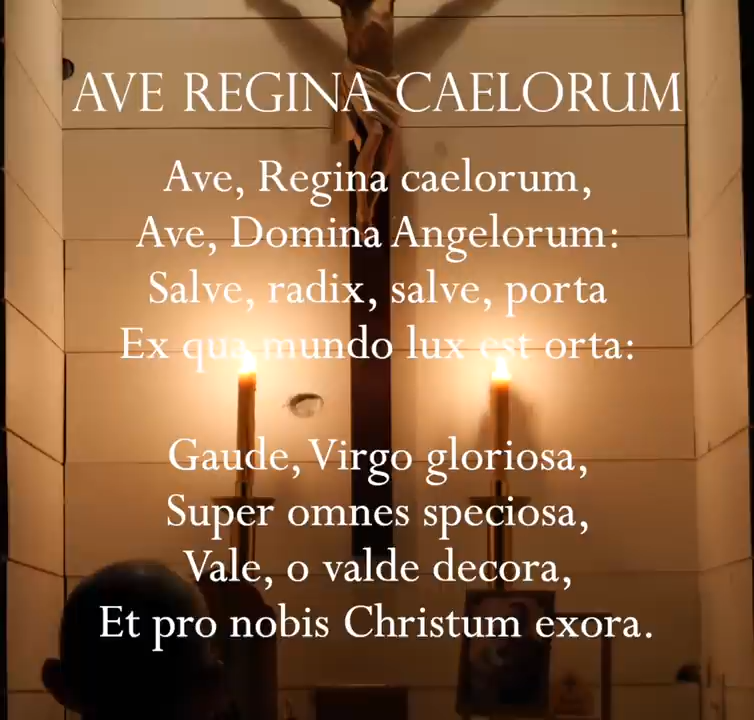 AVE REGINA CAELORUM
Ave, Regina caelorum,
Ave, Domina Angelorum:
Salve, radix, salve, porta
Ex qua mundo lux est orta:
Gaude, Virgo gloriosa,
Super omnes speciosa,
Vale, o valde decora,
Et pro nobis Christum exora.